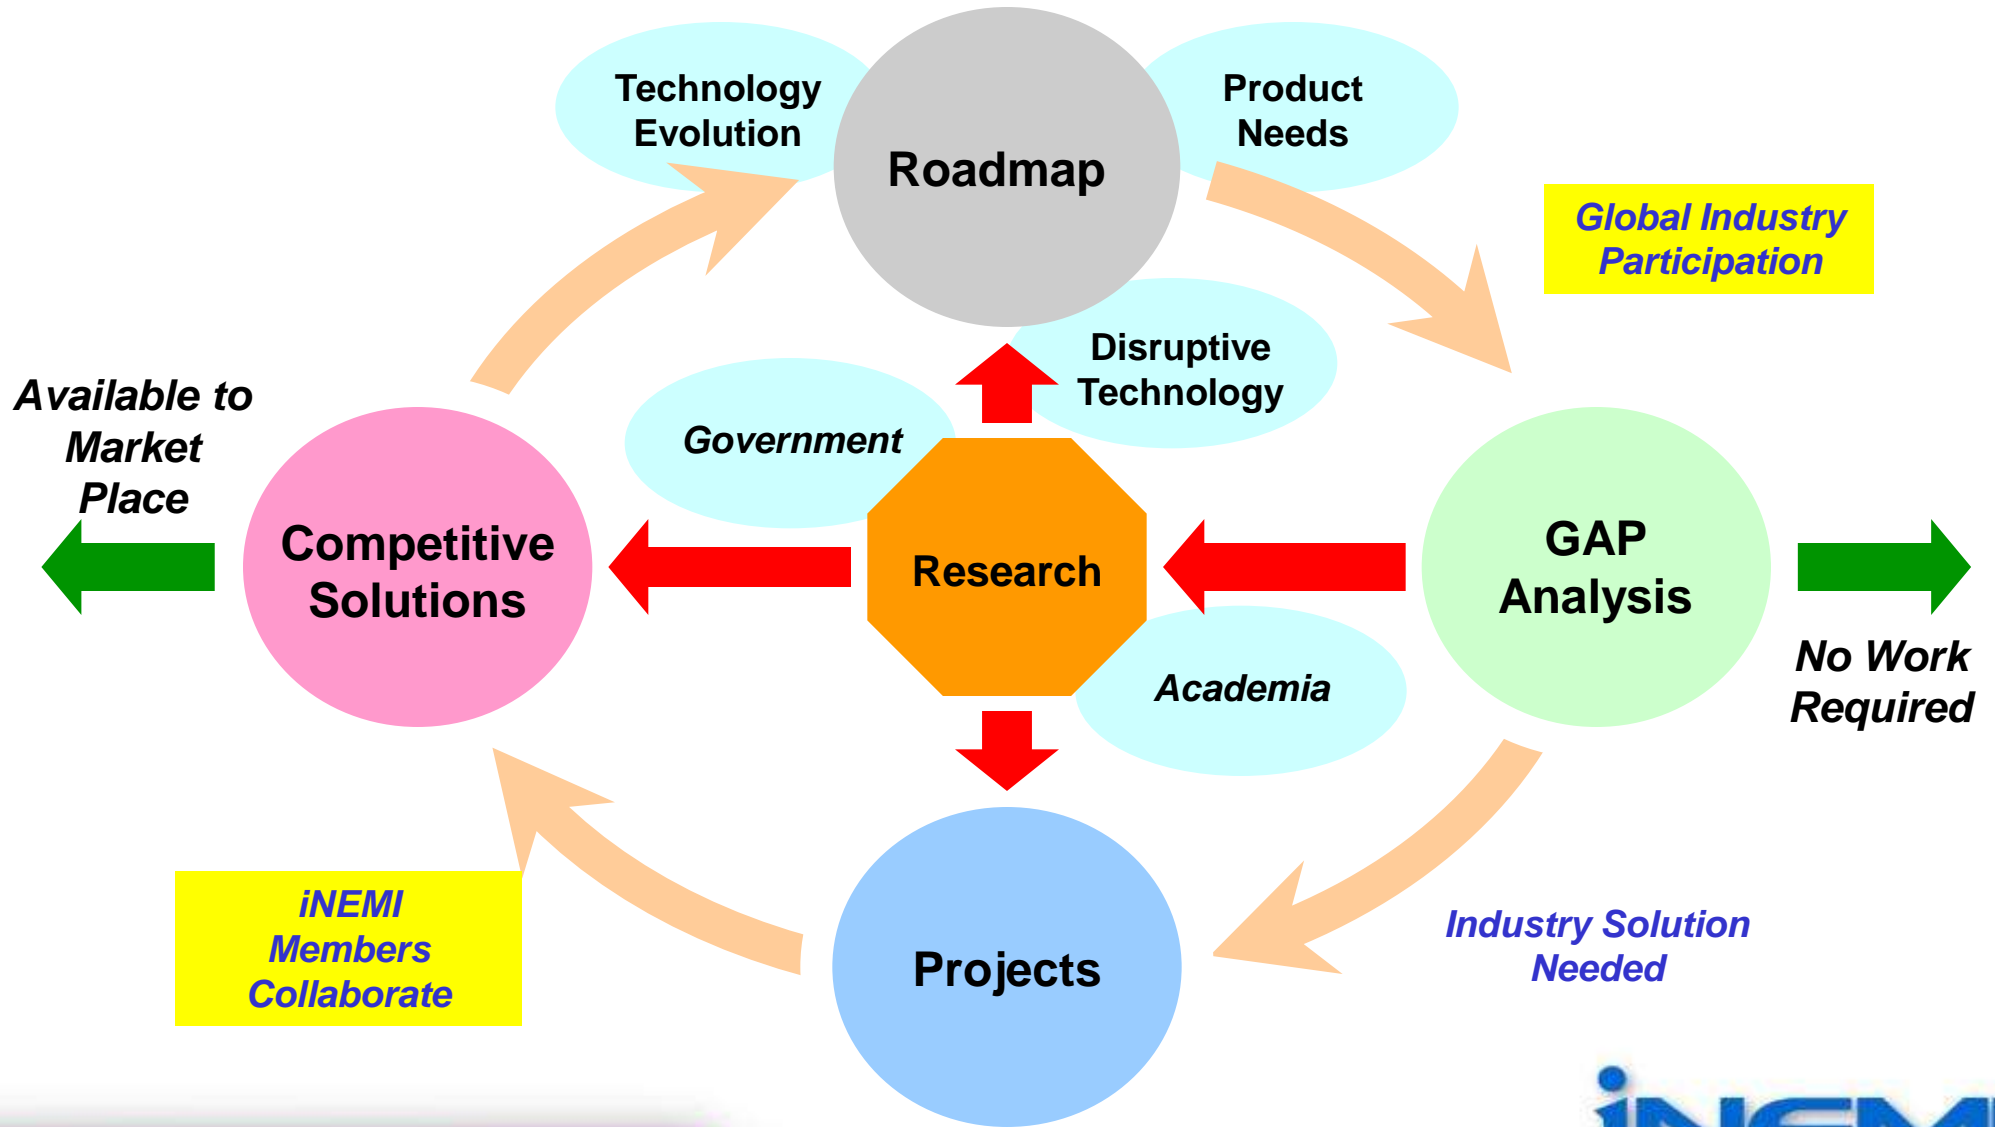 Technology
Evolution
Roadmap
Product
Needs
Global Industry
Participation
Disruptive
Technology
Government
Available to
Market
Place
Competitive
Solutions
Research
GAP
Analysis
No Work
Required
Academia
iNEMI
Members
Collaborate
Projects
Industry Solution
Needed
iNEMI